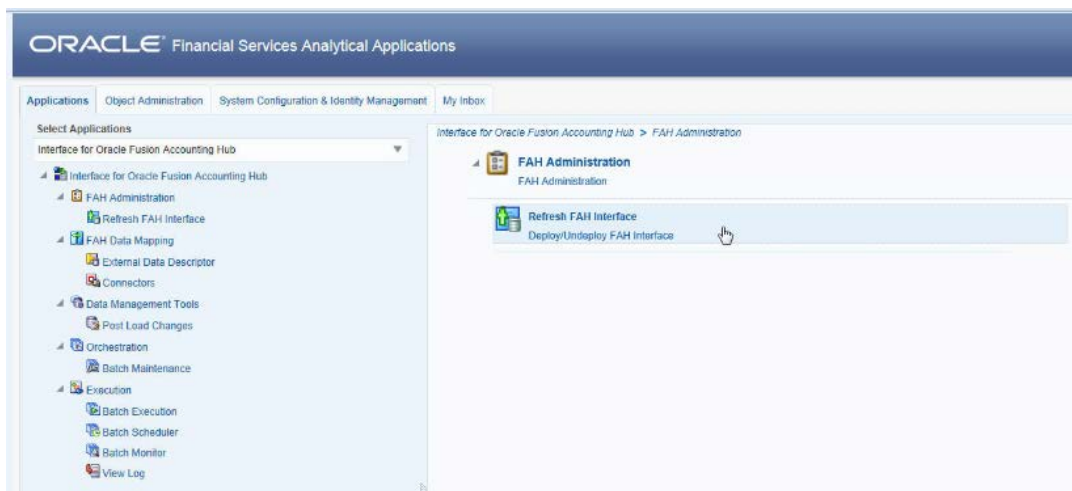 ORACLE® Financial Services Analytical Applications
Applications Object Administration System Configuration & Identity Management My Inbox
Select Applications
Interface for Oracle Fusion Accounting Hub
Interface for Oracle Fusion Accounting Hub
FAH Administration
Refresh FAH Interface
FAH Data Mapping
External Data Descriptor
Connectors
Data Management Tools
Post Load Changes
Orchestration
Batch Maintenance
Execution
Batch Execution
Batch Scheduler
Batch Monitor
View Log
Interface for Oracle Fusion Accounting Hub > FAH Administration
FAH Administration
FAH Administration
Refresh FAH Interface
Deploy/Undeploy FAH Interface